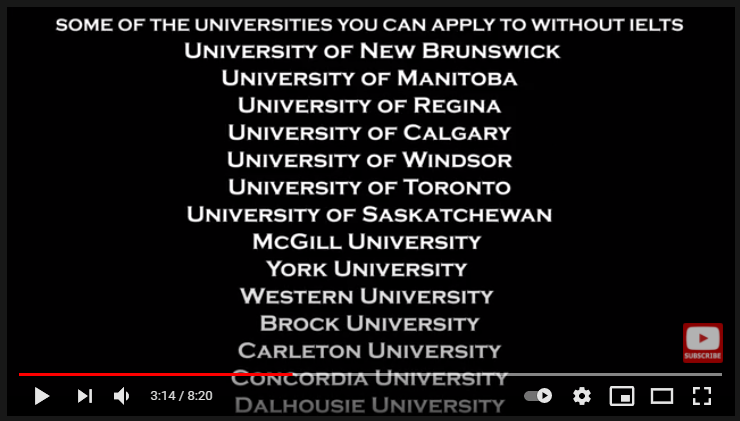 SOME OF THE UNIVERSITIES YOU CAN APPLY TO WITHOUT IELTS
UNIVERSITY OF NEW BRUNSWICK
UNIVERSITY OF MANITOBA
UNIVERSITY OF REGINA
UNIVERSITY OF CALGARY
UNIVERSITY OF WINDSOR
UNIVERSITY OF TORONTO
UNIVERSITY OF SASKATCHEWAN
MCGILL UNIVERSITY
YORK UNIVERSITY
WESTERN UNIVERSITY
BROCK UNIVERSITY
CARLETON UNIVERSITY
SUBSCRIBE
CONCORDIA UNIVERSITY
3:14 / 8:20
DALHOUSIE UNIVERSITY